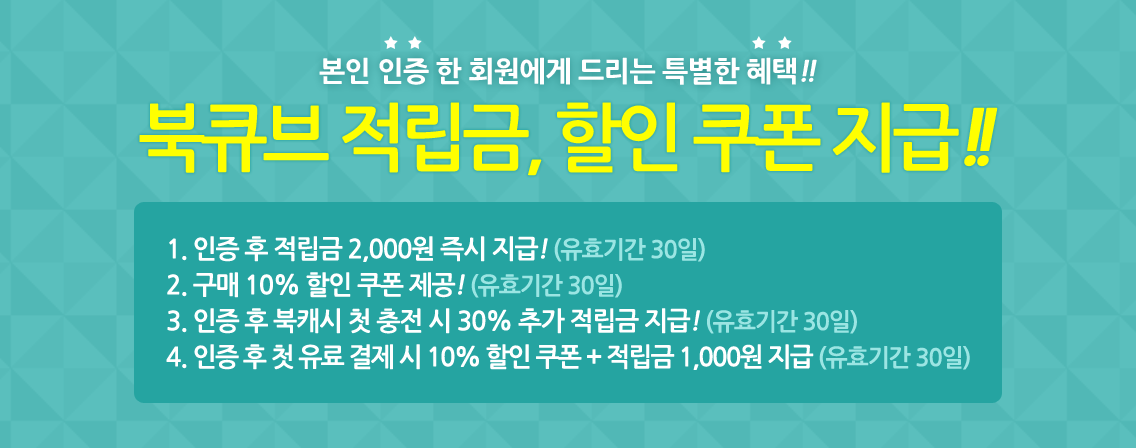 본인 인증 한 회원에게 드리는 특별한 혜택!!
북큐브 적립금, 할인 쿠폰 지급!!
1. 인증 후 적립금 2,000원 즉시 지급! (유효기간 30일)
2. 구매 10% 할인 쿠폰 제공! (유효기간 30일)
3. 인증 후 북캐시 첫 충전 시 30% 추가 적립금 지급! (유효기간 30일)
4. 인증 후 첫 유료 결제 시 10% 할인 쿠폰 + 적립금 1,000원 지급 (유효기간 30일)